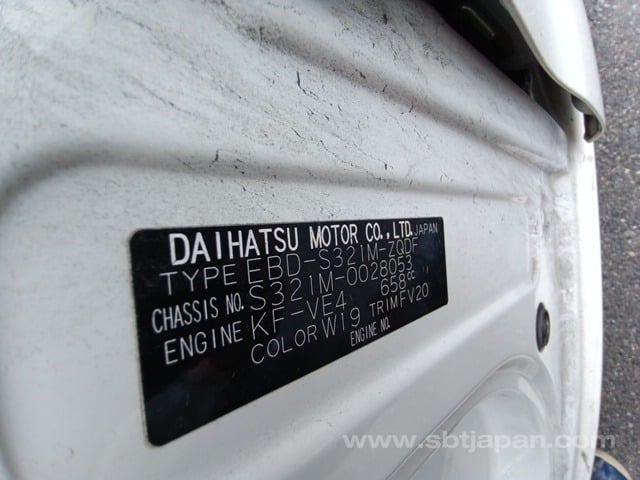 DAIHATSU MOTOR CO.,LTD. JAPAN
TYPE EBD-S321M-ZQDF
CHASSIS NO. S321M-0028053
ENGINE KF-VE4 658cc
COLOR W19 TRIM FV20
ENGINE NO.
www.sbtjapan.com